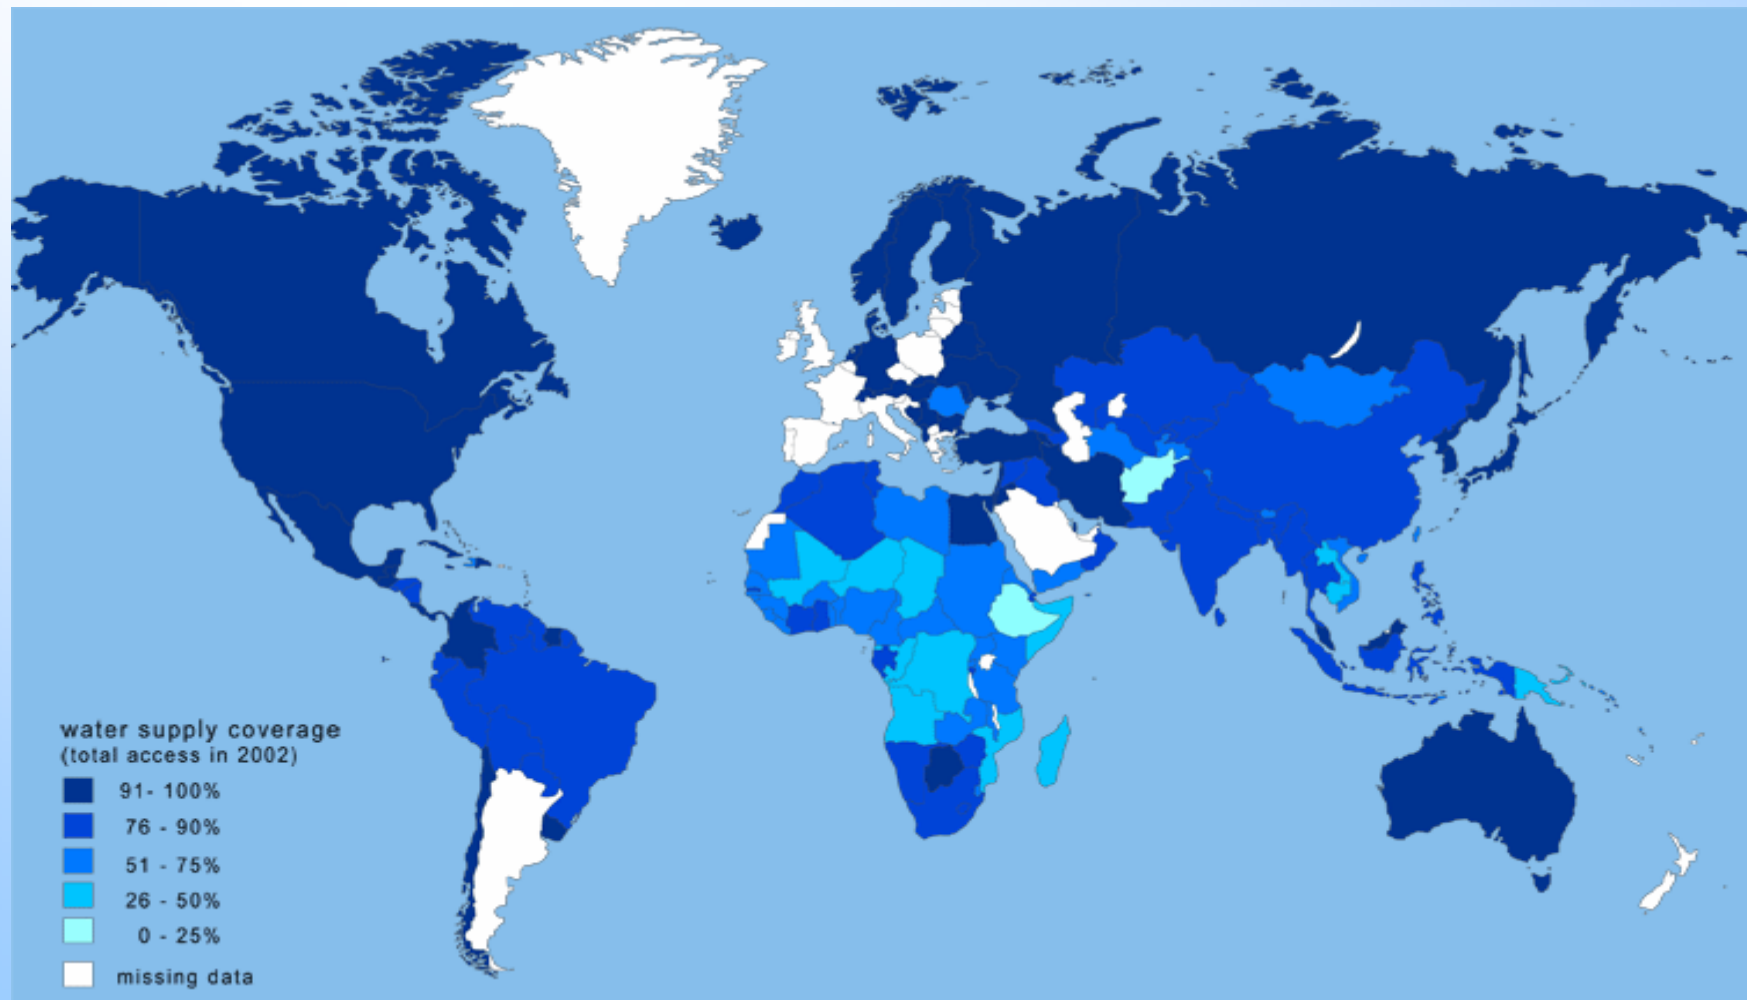 water supply coverage
(total access in 2002)
91- 100%
76 - 90%
51 - 75%
26 - 50%
0 - 25%
missing data